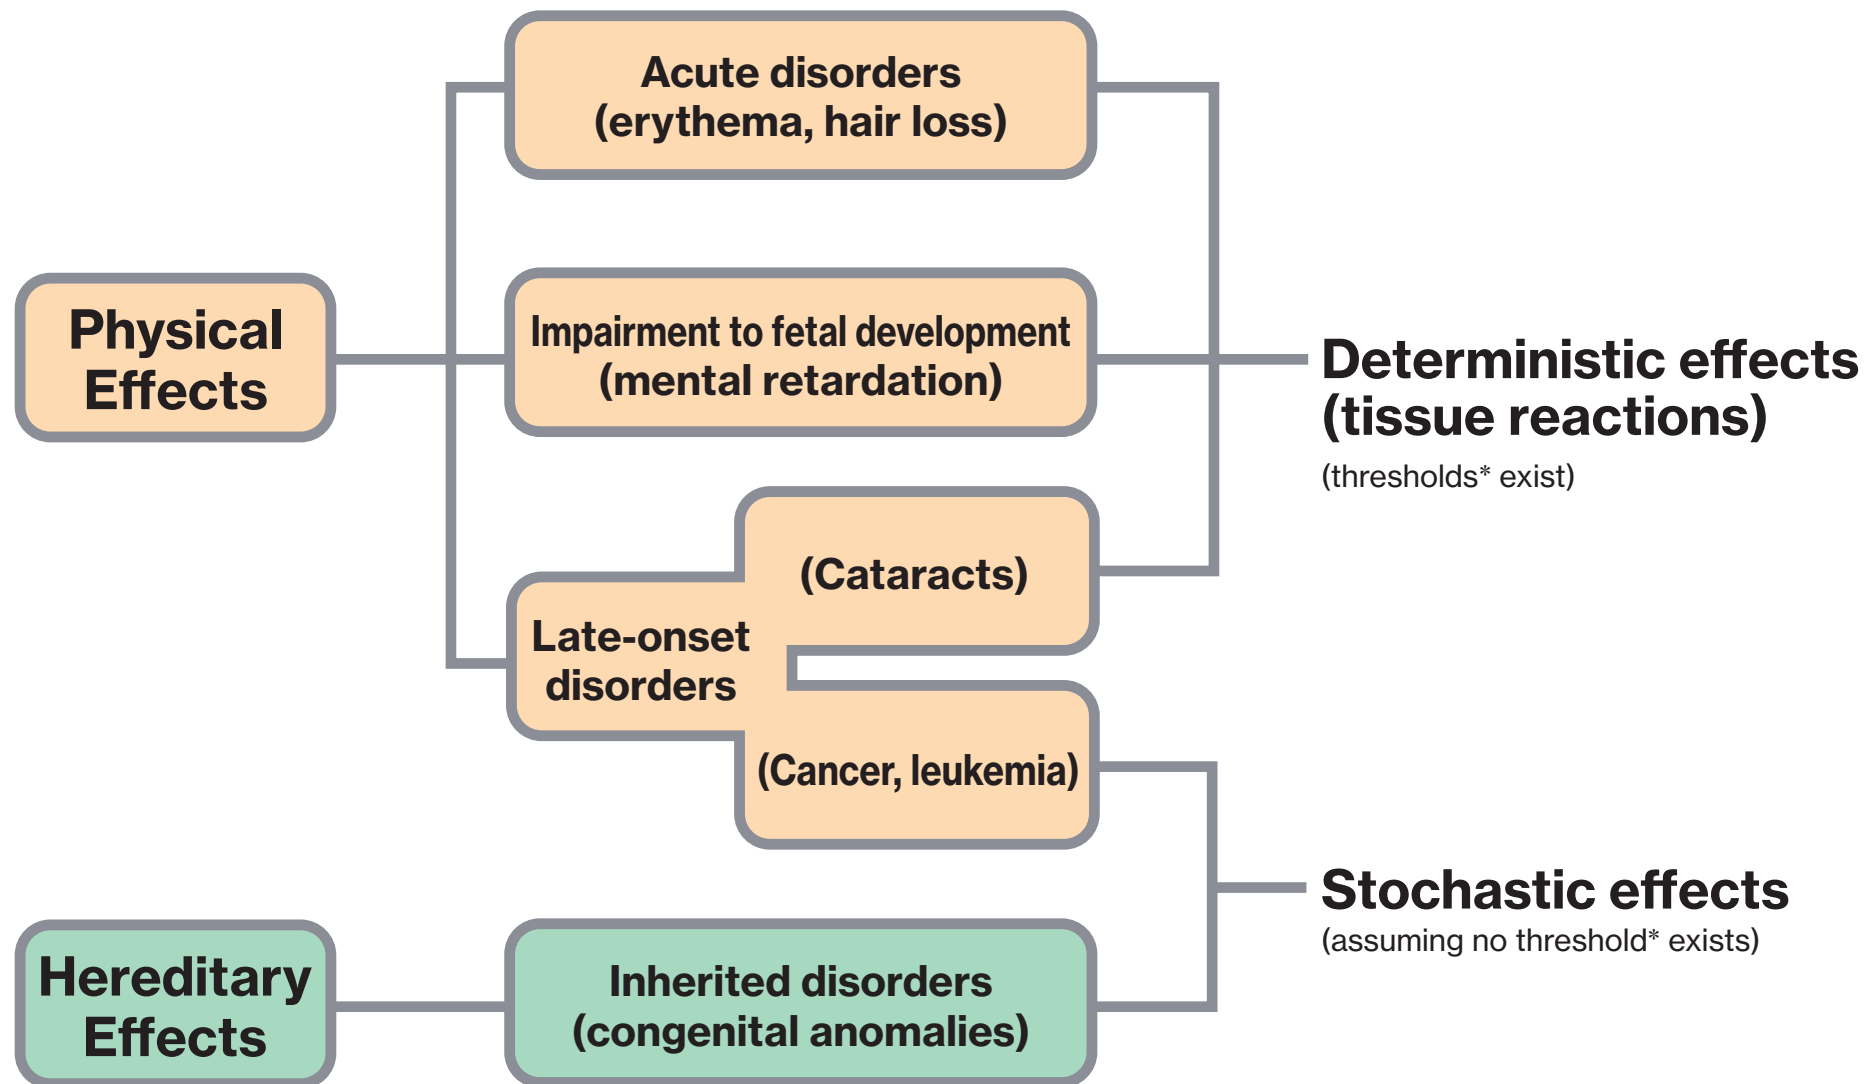 Acute disorders
(erythema, hair loss)
Physical
Effects
Impairment to fetal development
(mental retardation)
Deterministic effects
(tissue reactions)
(thresholds* exist)
(Cataracts)
Late-onset
disorders
(Cancer, leukemia)
Stochastic effects
(assuming no threshold* exists)
Hereditary
Effects
Inherited disorders
(congenital anomalies)